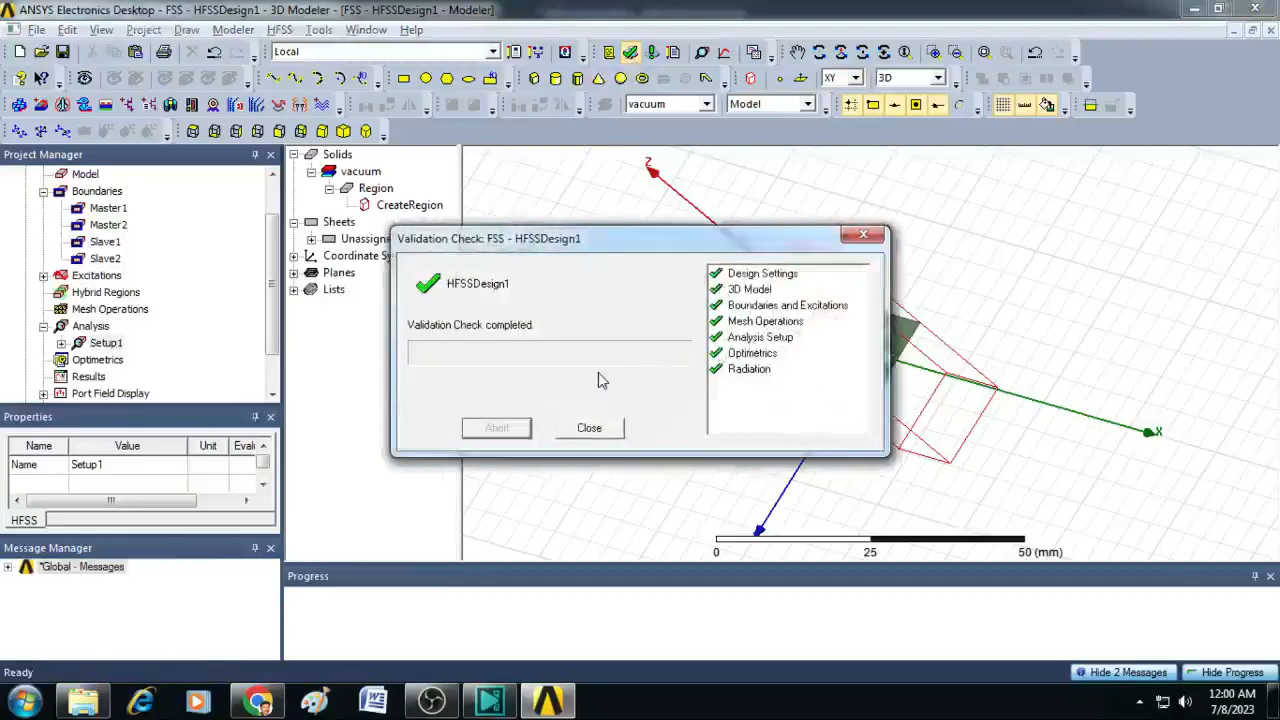 ANSYS Electronics Desktop - FSS - HFSSDesign1 - 3D Modeler - [FSS - HFSSDesign1 - Modeler]
File Edit View Project Draw Modeler HFSS Tools Window Help
Local
XY 3D
vacuum Model
Project Manager
Model
Boundaries
Master1
Master2
Slave1
Slave2
Excitations
Hybrid Regions
Mesh Operations
Analysis
Setup1
Optimetrics
Results
Port Field Display
Solids
vacuum
Region
CreateRegion
Sheets
Unassigne
Coordinate Sy
Planes
Lists
Z
X
0 25 50 (mm)
Validation Check: FSS - HFSSDesign1
HFSSDesign1
Validation Check completed.
Abort Close
Design Settings
3D Model
Boundaries and Excitations
Mesh Operations
Analysis Setup
Optimetrics
Radiation
Properties
Name Value Unit Eval
Name Setup1
HFSS
Message Manager
*Global - Messages
Progress
Ready
Hide 2 Messages Hide Progress
12:00 AM
7/8/2023